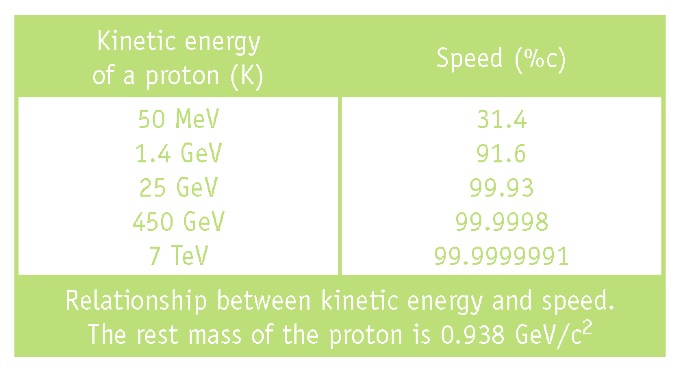 Kinetic energy
of a proton (K)
Speed (%c)
50 MeV 31.4
1.4 GeV 91.6
25 GeV 99.93
450 GeV 99.9998
7 TeV 99.9999991
Relationship between kinetic energy and speed.
The rest mass of the proton is 0.938 GeV/c²